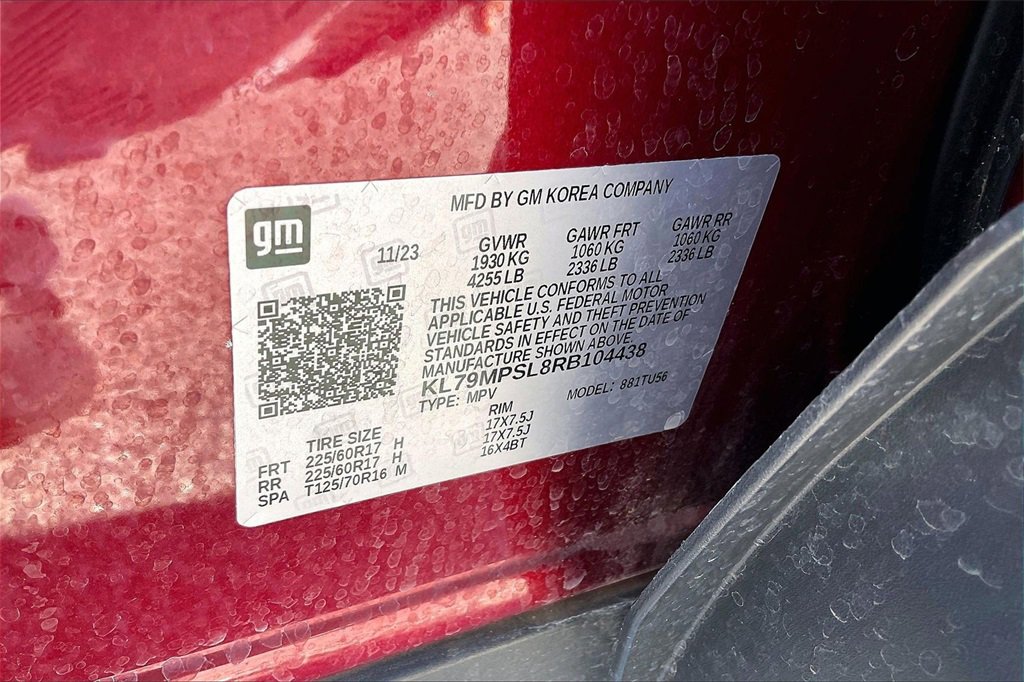 MFD BY GM KOREA COMPANY
gm
11/23
GVWR GAWR FRT GAWR RR
1930 KG 1060 KG 1060 KG
4255 LB 2336 LB 2336 LB
THIS VEHICLE CONFORMS TO ALL
APPLICABLE U.S. FEDERAL MOTOR
VEHICLE SAFETY AND THEFT PREVENTION
STANDARDS IN EFFECT ON THE DATE OF
MANUFACTURE SHOWN ABOVE.
KL79MPSL8RB104438
TYPE: MPV MODEL: 881TU56
TIRE SIZE RIM
FRT 225/60R17 H 17X7.5J
RR 225/60R17 H 17X7.5J
SPA T125/70R16 M 16X4BT